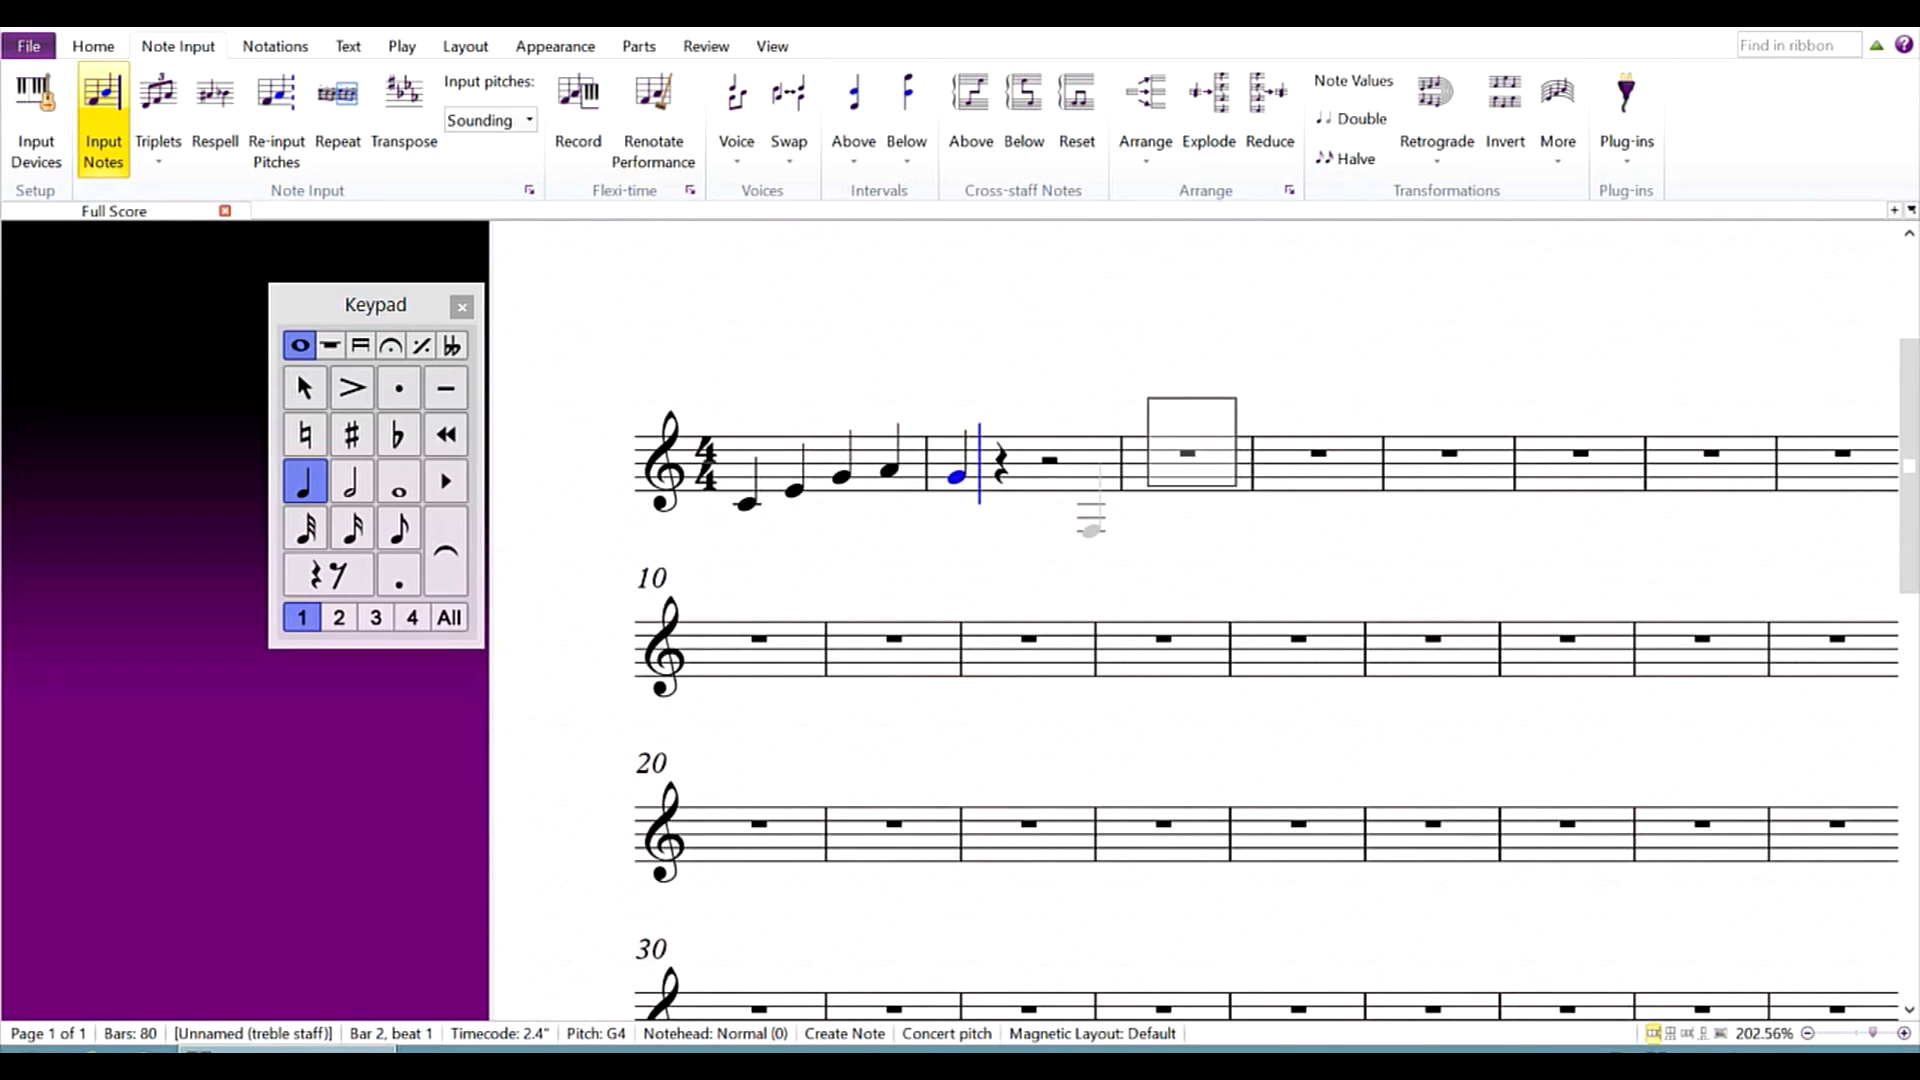 File Home Note Input Notations Text Play Layout Appearance Parts Review View Find in ribbon
Input pitches: Note Values
Sounding Double
Input Devices Input Notes Triplets Respell Re-input Pitches Repeat Transpose Record Renotate Performance Voice Swap Above Below Above Below Reset Arrange Explode Reduce Halve Retrograde Invert More Plug-ins
Setup Note Input Flexi-time Voices Intervals Cross-staff Notes Arrange Transformations Plug-ins
Full Score
Keypad
1 2 3 4 All
4
4
10
20
30
Page 1 of 1 Bars: 80 [Unnamed (treble staff)] Bar 2, beat 1 Timecode: 2.4" Pitch: G4 Notehead: Normal (0) Create Note Concert pitch Magnetic Layout: Default 202.56%